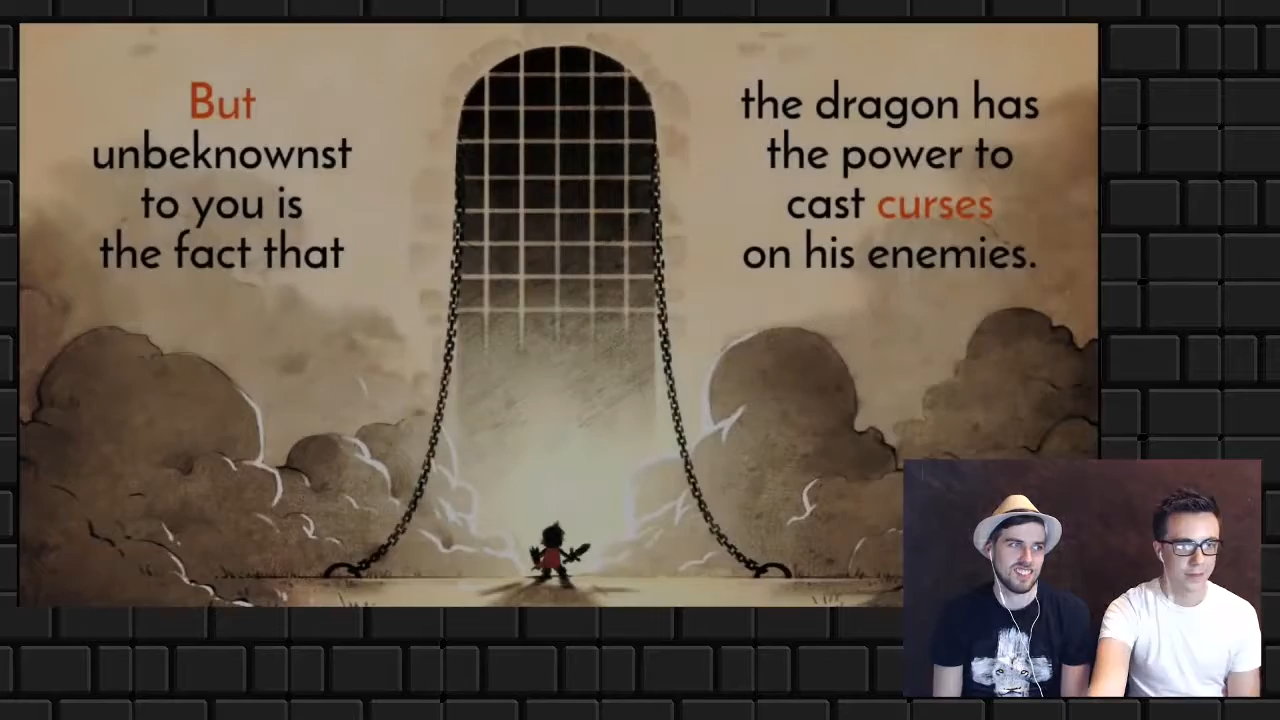 But
unbeknownst
to you is
the fact that
the dragon has
the power to
cast curses
on his enemies.